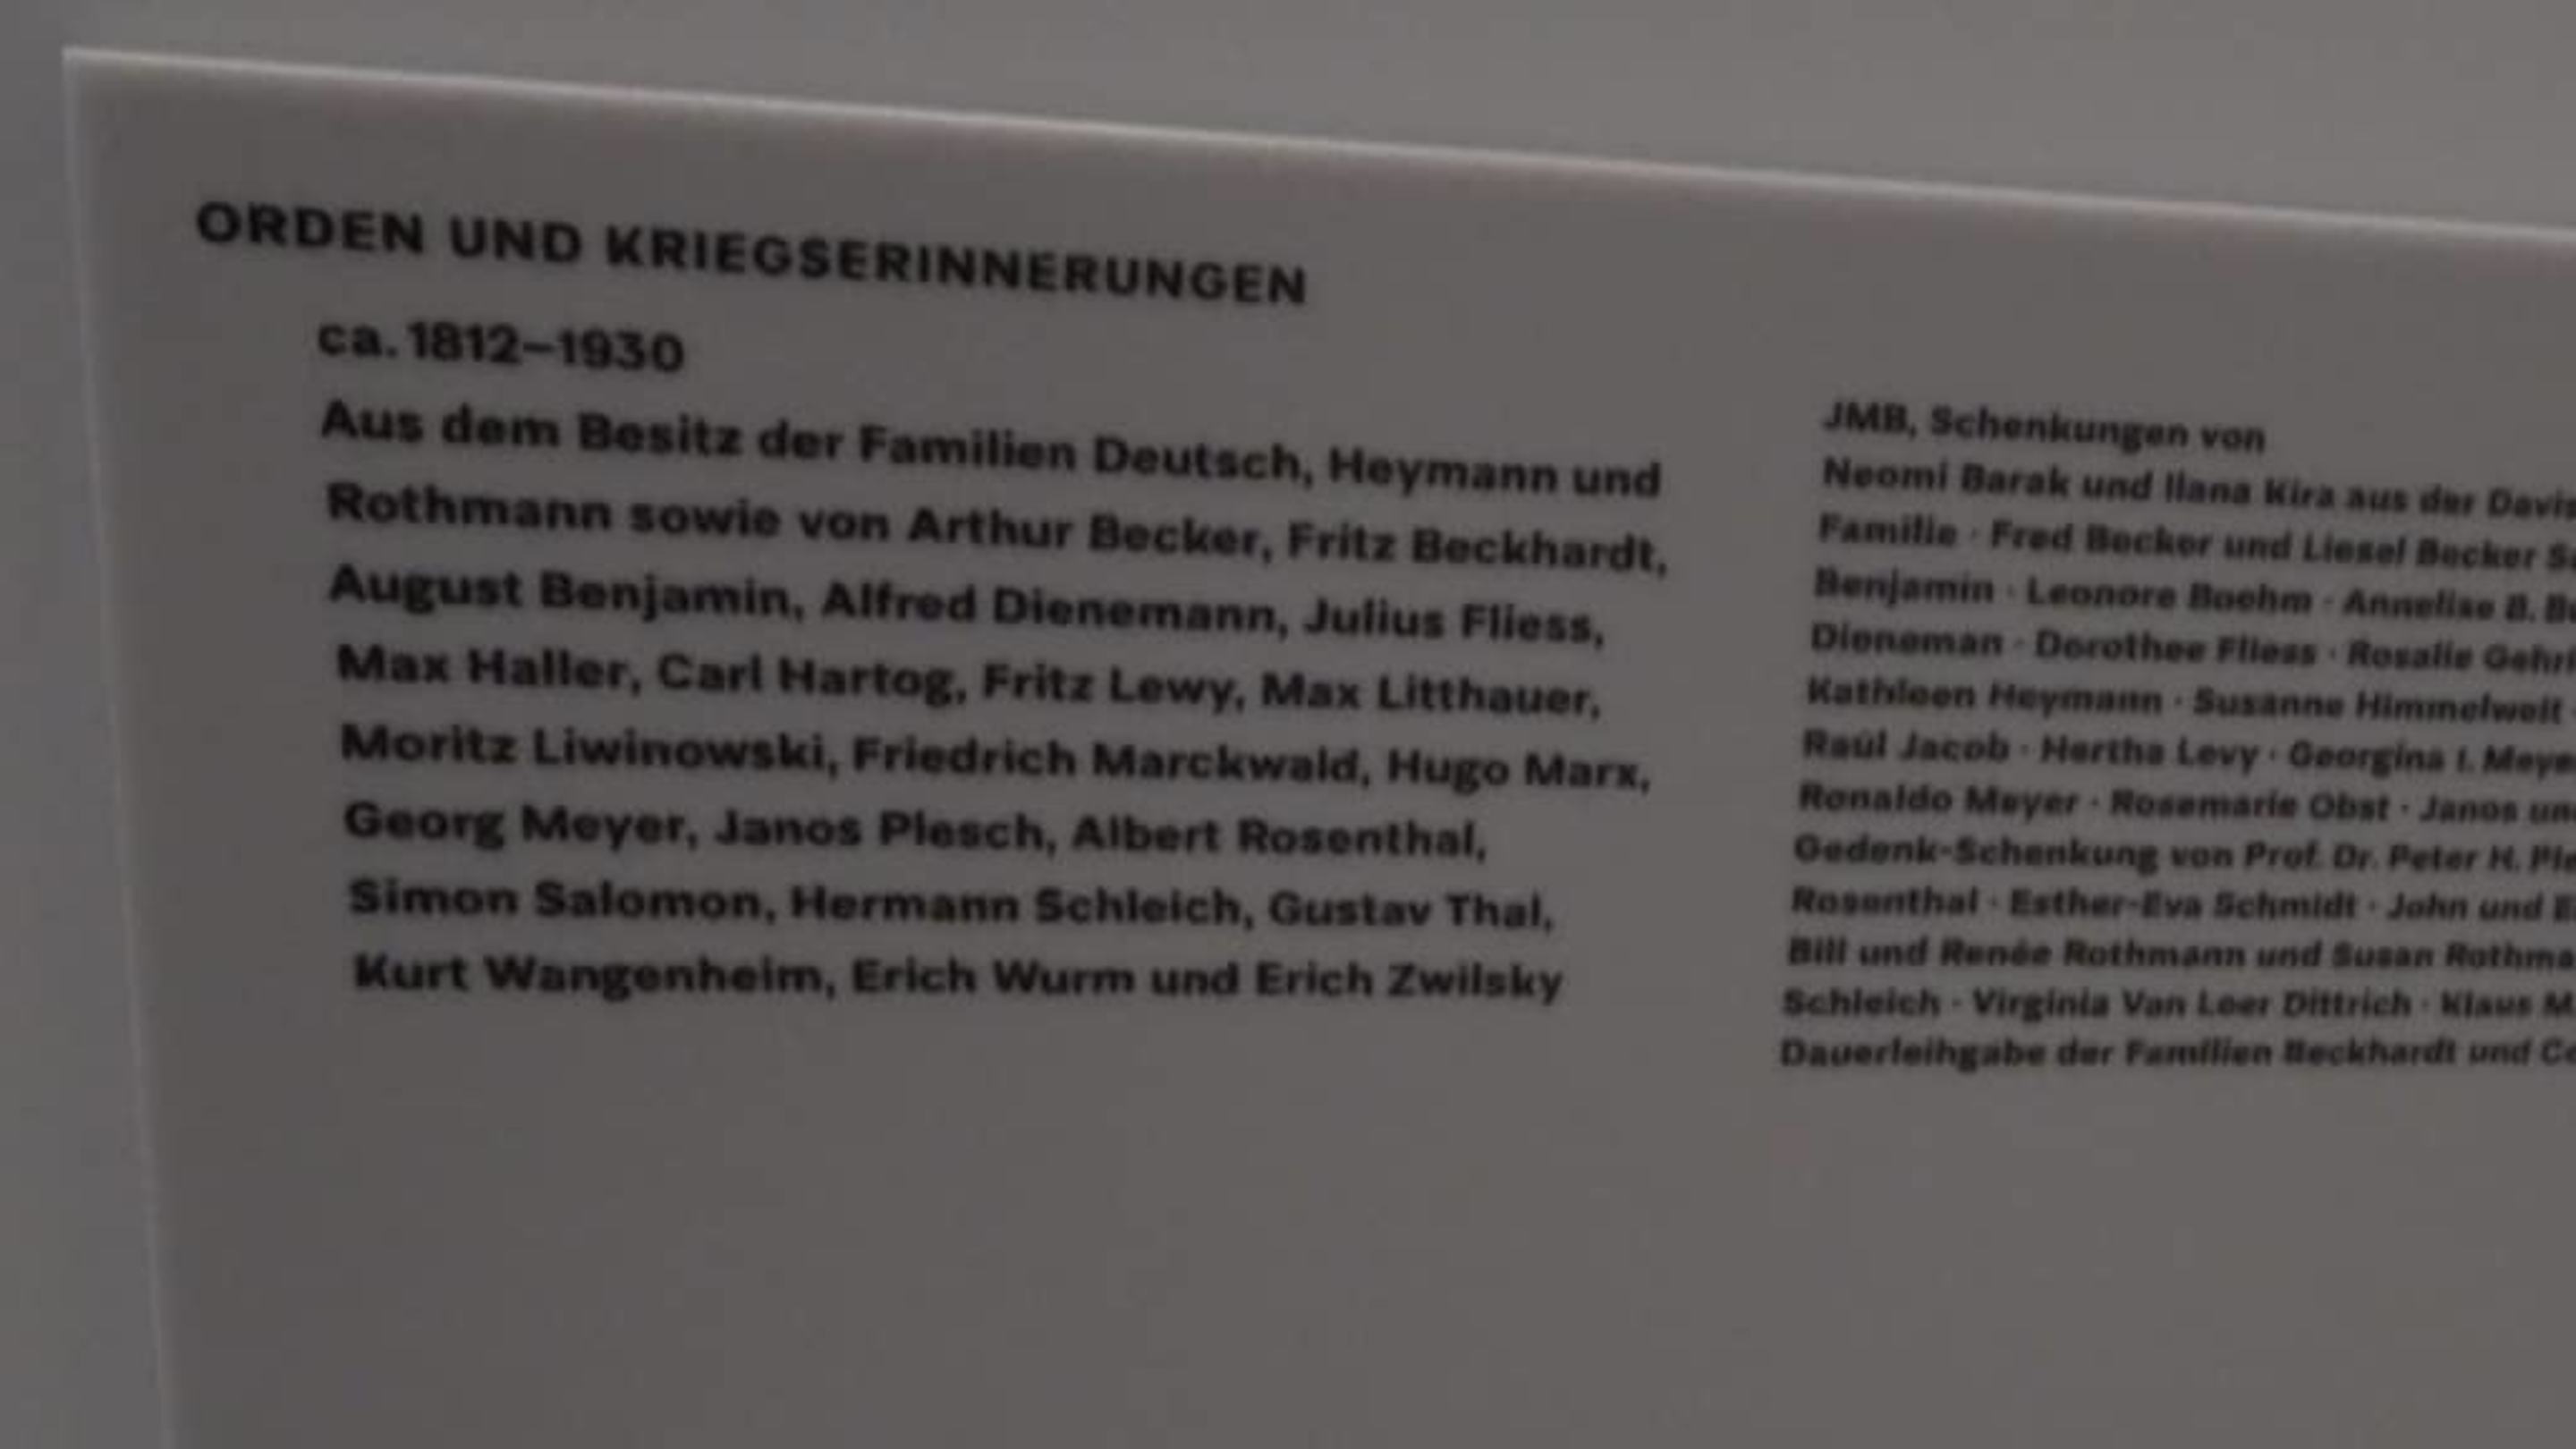 ORDEN UND KRIEGSERINNERUNGEN
ca. 1812–1930
Aus dem Besitz der Familien Deutsch, Heymann und
Rothmann sowie von Arthur Becker, Fritz Beckhardt,
August Benjamin, Alfred Dienemann, Julius Fliess,
Max Haller, Carl Hartog, Fritz Lewy, Max Litthauer,
Moritz Liwinowski, Friedrich Marckwald, Hugo Marx,
Georg Meyer, Janos Plesch, Albert Rosenthal,
Simon Salomon, Hermann Schleich, Gustav Thal,
Kurt Wangenheim, Erich Wurm und Erich Zwilsky
JMB, Schenkungen von
Neomi Barak und Ilana Kira aus der
Familie · Fred Becker und Liesel Becker
Benjamin · Leonore Boehm · Annelise B.
Dieneman · Dorothee Fliess · Rosalie
Kathleen Heymann · Susanne Himmelweit
Raúl Jacob · Hertha Levy · Georgina I.
Ronaldo Meyer · Rosemarie Obst · Janos
Gedenk-Schenkung von Prof. Dr. Peter H.
Rosenthal · Esther-Eva Schmidt · John und
Bill und Renée Rothmann und Susan
Schleich · Virginia Van Loer Dittrich · Klaus
Dauerleihgabe der Familien Beckhardt und